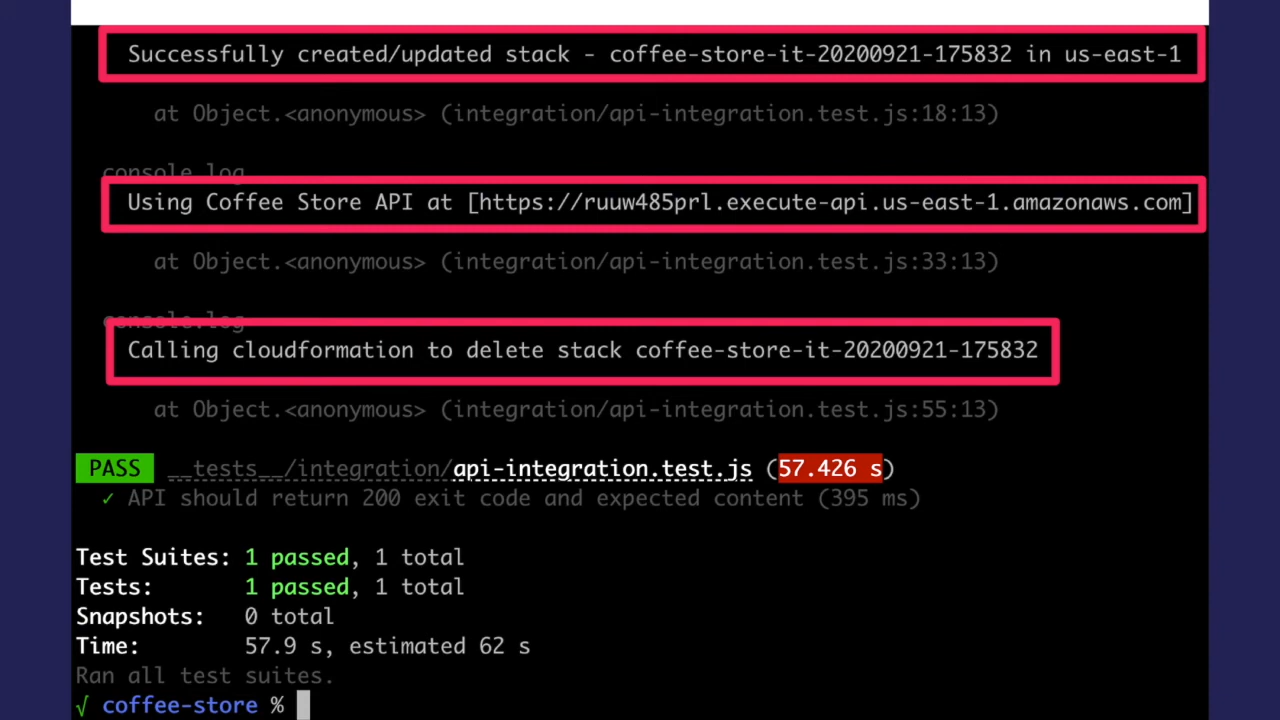 Successfully created/updated stack - coffee-store-it-20200921-175832 in us-east-1
at Object.<anonymous> (integration/api-integration.test.js:18:13)
console.log
Using Coffee Store API at [https://ruuw485prl.execute-api.us-east-1.amazonaws.com]
at Object.<anonymous> (integration/api-integration.test.js:33:13)
console.log
Calling cloudformation to delete stack coffee-store-it-20200921-175832
at Object.<anonymous> (integration/api-integration.test.js:55:13)
PASS __tests__/integration/api-integration.test.js (57.426 s)
✓ API should return 200 exit code and expected content (395 ms)
Test Suites: 1 passed, 1 total
Tests: 1 passed, 1 total
Snapshots: 0 total
Time: 57.9 s, estimated 62 s
Ran all test suites.
√ coffee-store %